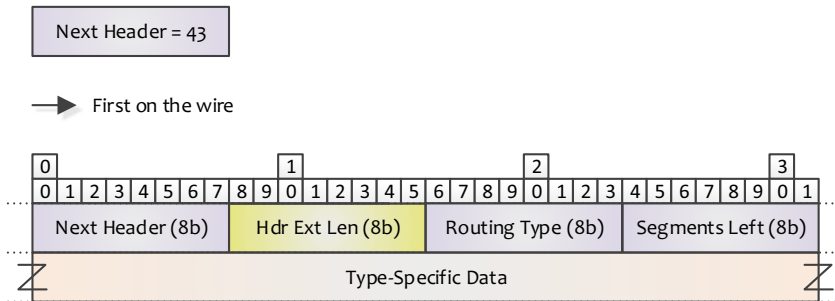 Next Header = 43
First on the wire
0 1 2 3
0 1 2 3 4 5 6 7 8 9 0 1 2 3 4 5 6 7 8 9 0 1 2 3 4 5 6 7 8 9 0 1
Next Header (8b) Hdr Ext Len (8b) Routing Type (8b) Segments Left (8b)
Type-Specific Data